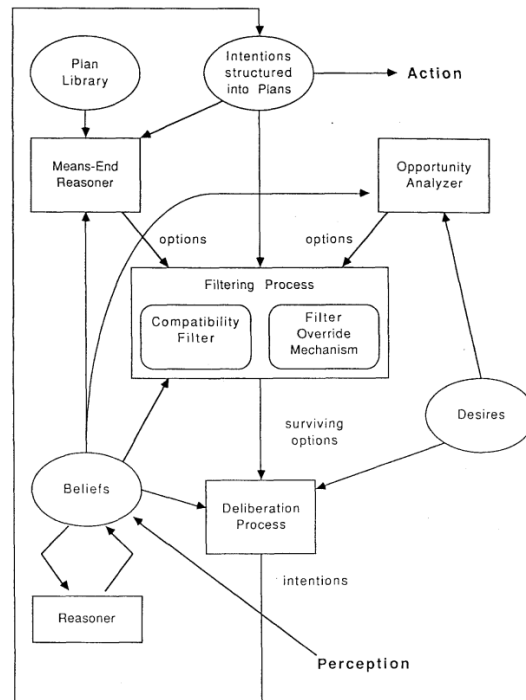 Plan
Library
Intentions
structured
into Plans
Action
Means-End
Reasoner
Opportunity
Analyzer
options
options
Filtering Process
Compatibility
Filter
Filter
Override
Mechanism
surviving
options
Desires
Beliefs
Deliberation
Process
intentions
Reasoner
Perception